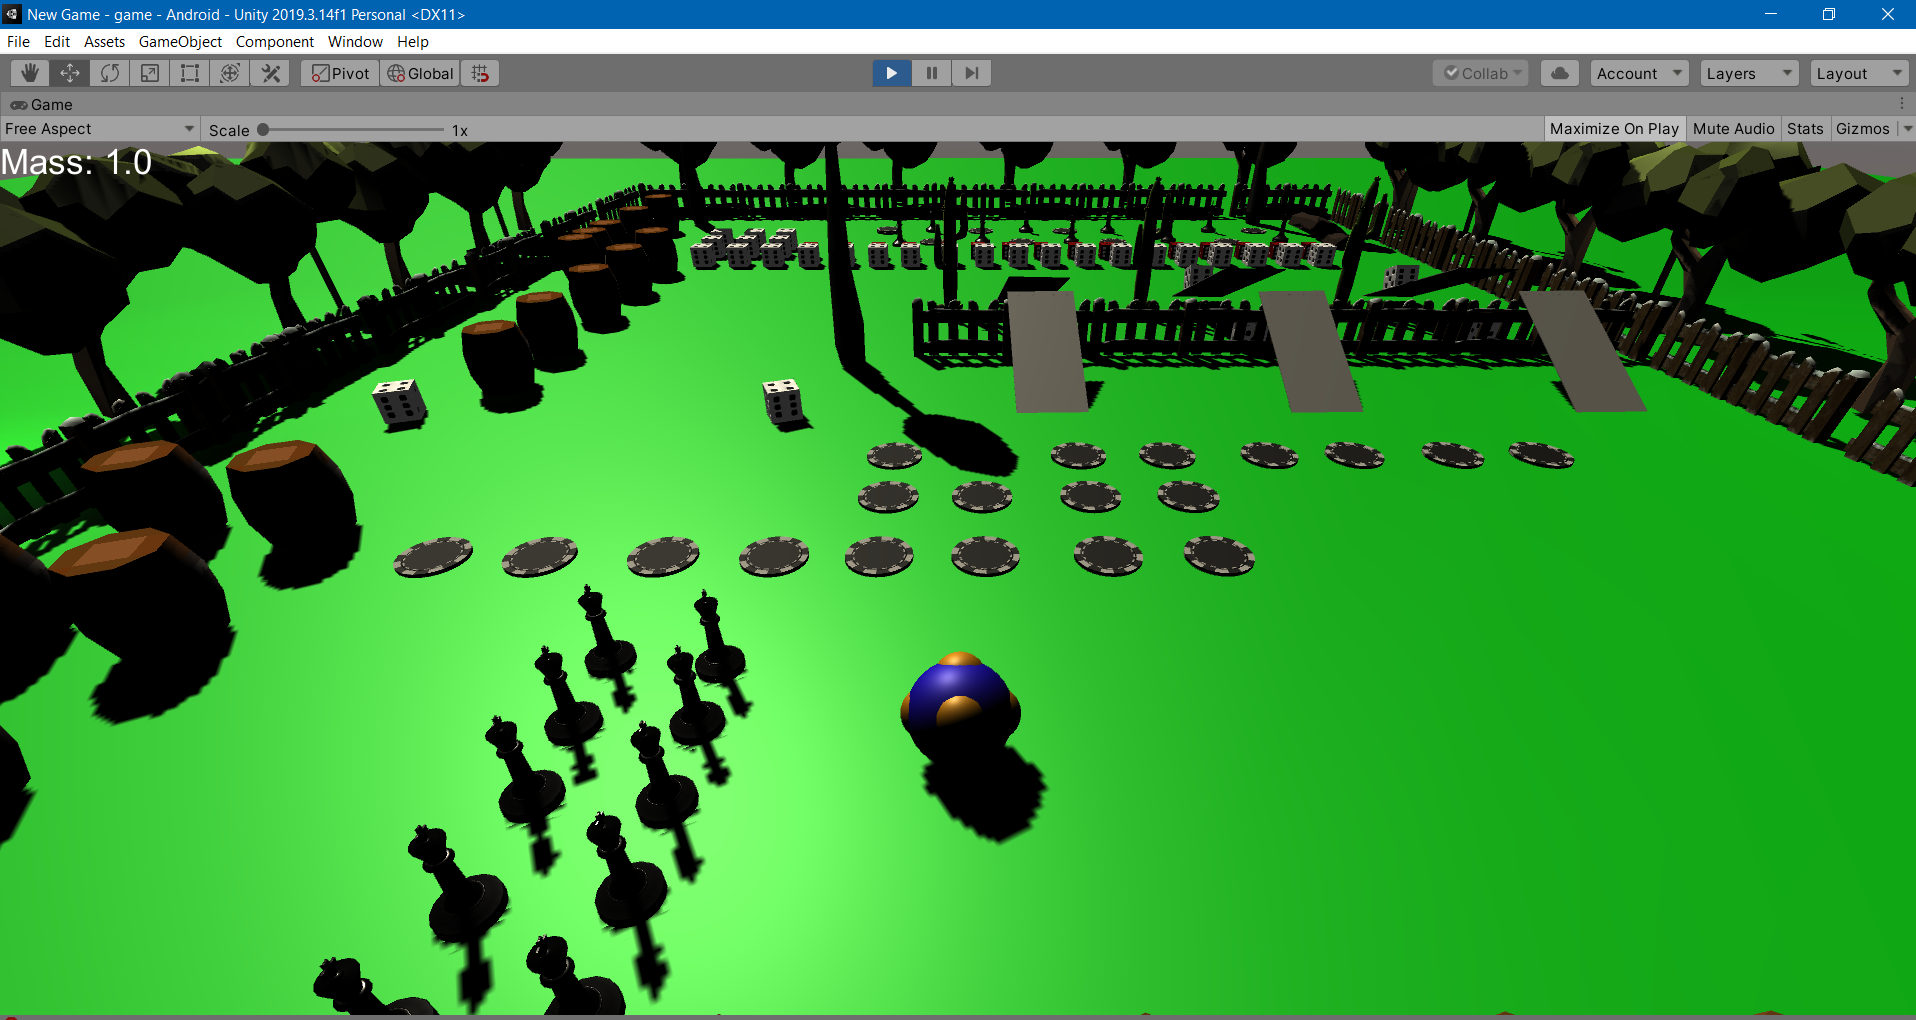 New Game - game - Android - Unity 2019.3.14f1 Personal <DX11>
File Edit Assets GameObject Component Window Help
Pivot Global Collab Account Layers Layout
Game
Free Aspect Scale 1x Maximize On Play Mute Audio Stats Gizmos
Mass: 1.0